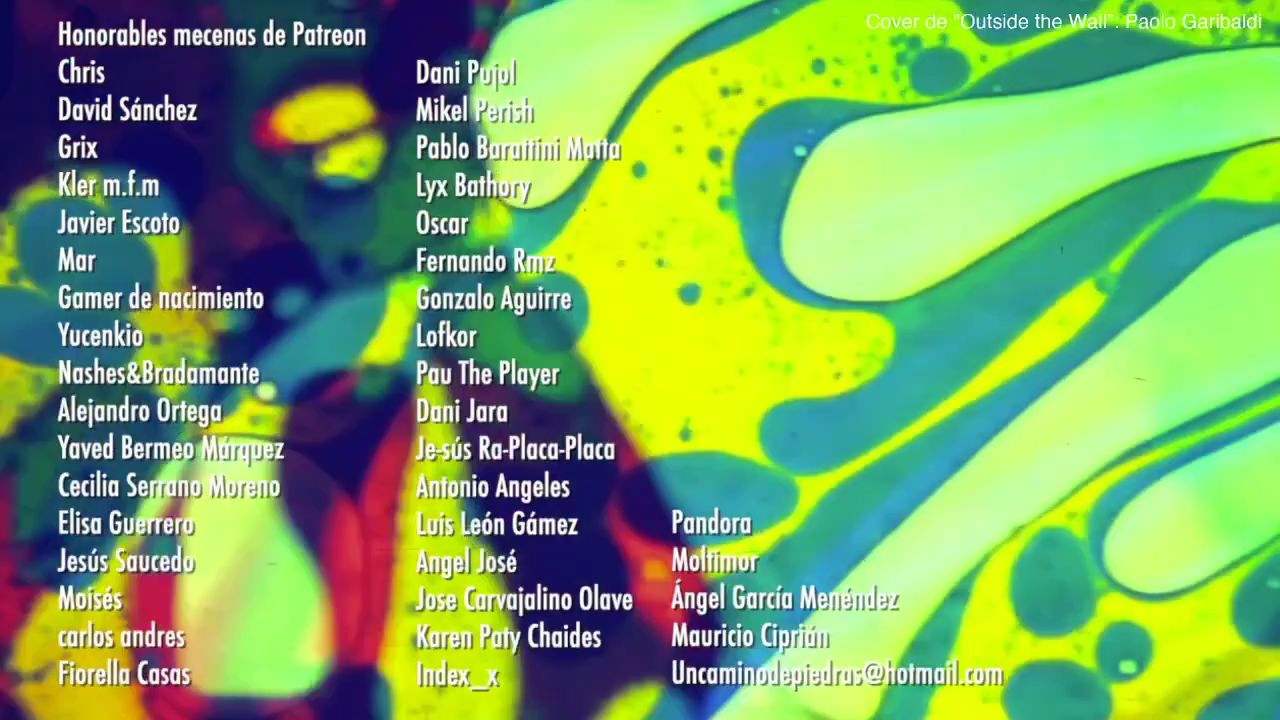 Cover de "Outside the Wall": Paolo Garibaldi
Honorables mecenas de Patreon
Chris
David Sánchez
Grix
Kler m.f.m
Javier Escoto
Mar
Gamer de nacimiento
Yucenkio
Nashes&Bradamante
Alejandro Ortega
Yaved Bermeo Márquez
Cecilia Serrano Moreno
Elisa Guerrero
Jesús Saucedo
Moisés
carlos andres
Fiorella Casas
Dani Pujol
Mikel Perish
Pablo Barattini Matta
Lyx Bathory
Oscar
Fernando Rmz
Gonzalo Aguirre
Lofkor
Pau The Player
Dani Jara
Je-sús Ra-Placa-Placa
Antonio Angeles
Luis León Gámez
Angel José
Jose Carvajalino Olave
Karen Paty Chaides
Index_x
Pandora
Moltimor
Ángel García Menéndez
Mauricio Ciprián
Uncaminodepiedras@hotmail.com